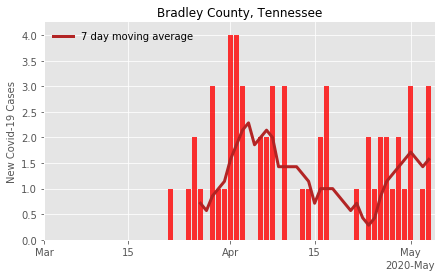 Bradley County, Tennessee
7 day moving average
New Covid-19 Cases
4.0
3.5
3.0
2.5
2.0
1.5
1.0
0.5
0.0
Mar 15 Apr 15 May
2020-May